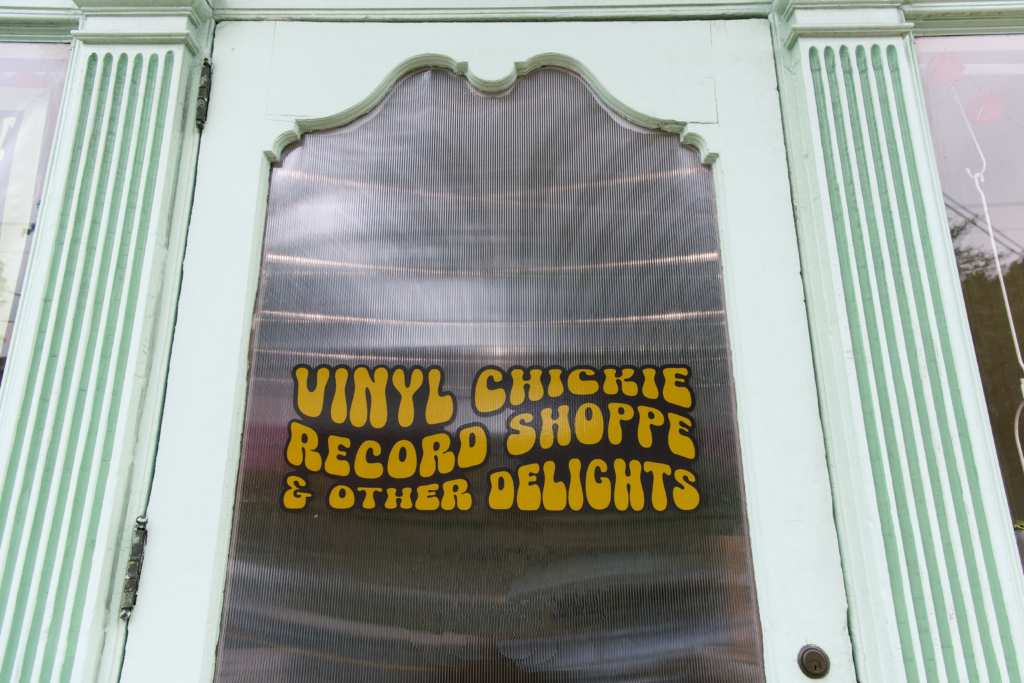 VINYL CHICKIE
RECORD SHOPPE
& OTHER DELIGHTS